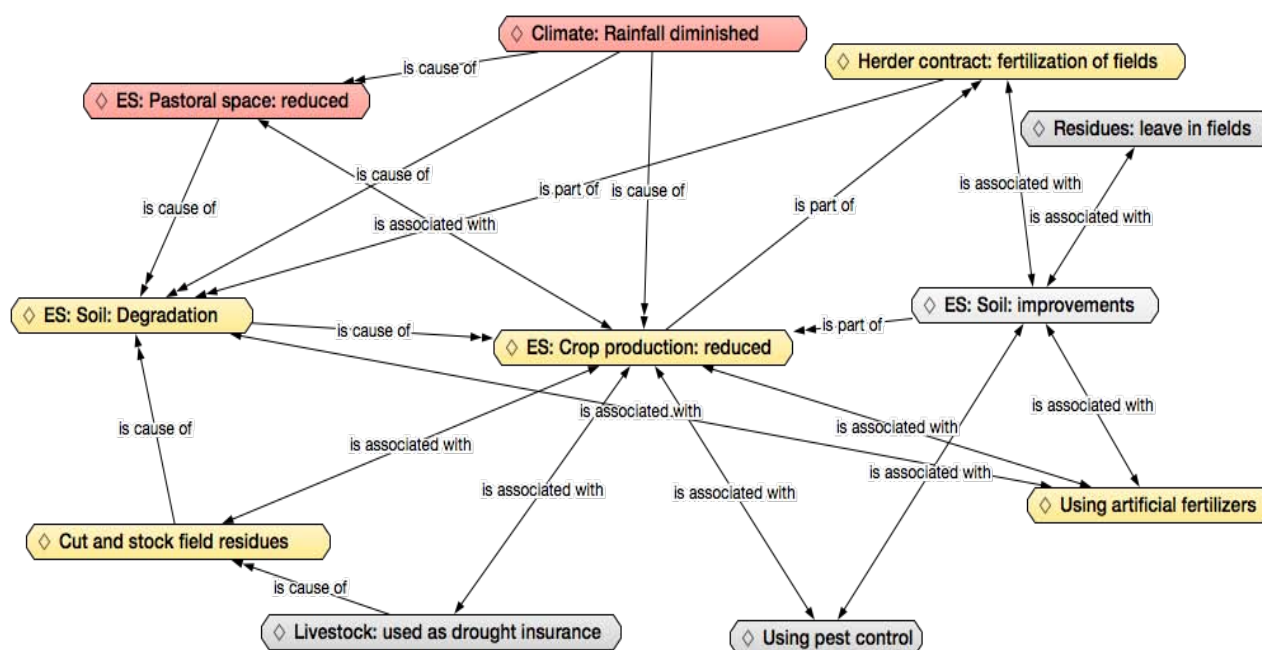 Climate: Rainfall diminished
Herder contract: fertilization of fields
is cause of
ES: Pastoral space: reduced
Residues: leave in fields
is cause of
is part of
is cause of
is associated with
is cause of
is part of
is associated with
is associated with
ES: Soil: improvements
ES: Soil: Degradation
is cause of
is part of
ES: Crop production: reduced
is associated with
is associated with
is cause of
is associated with
is associated with
is associated with
is associated with
is associated with
Using artificial fertilizers
Cut and stock field residues
is cause of
Livestock: used as drought insurance
Using pest control